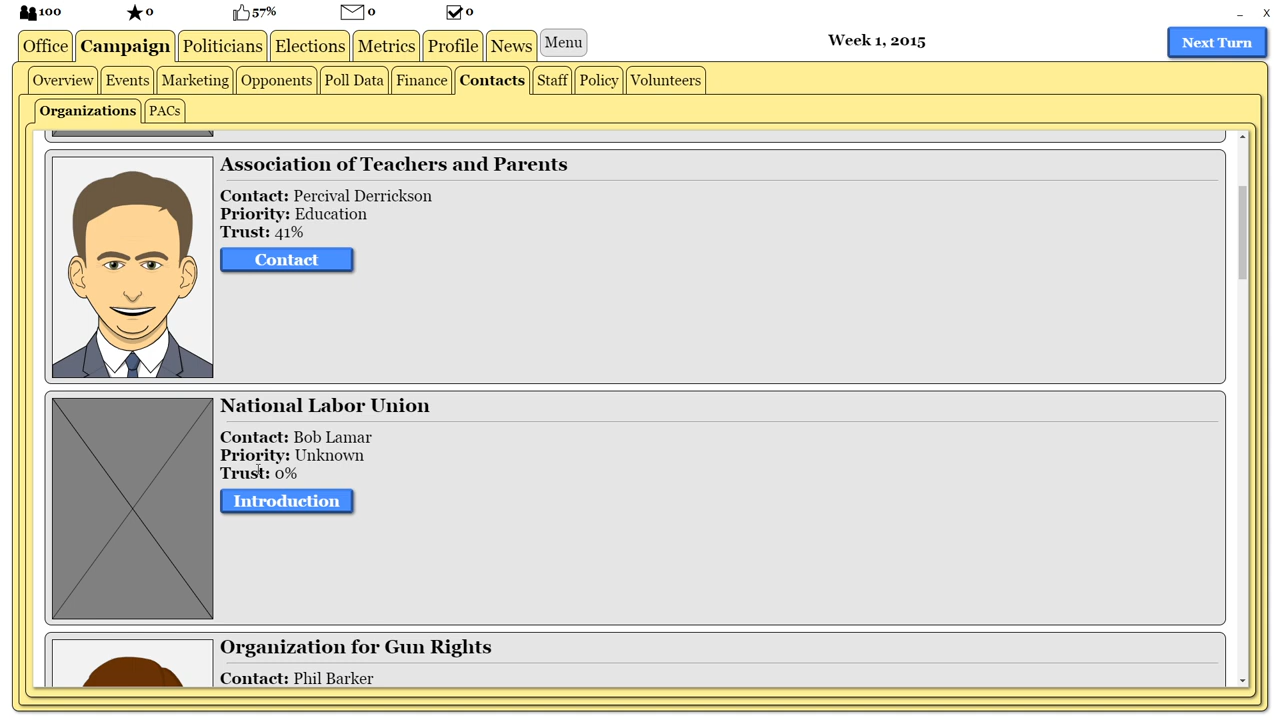 100 0 57% 0 0 _ X
Office Campaign Politicians Elections Metrics Profile News Menu Week 1, 2015 Next Turn
Overview Events Marketing Opponents Poll Data Finance Contacts Staff Policy Volunteers
Organizations PACs
Association of Teachers and Parents
Contact: Percival Derrickson
Priority: Education
Trust: 41%
Contact
National Labor Union
Contact: Bob Lamar
Priority: Unknown
Trust: 0%
Introduction
Organization for Gun Rights
Contact: Phil Barker